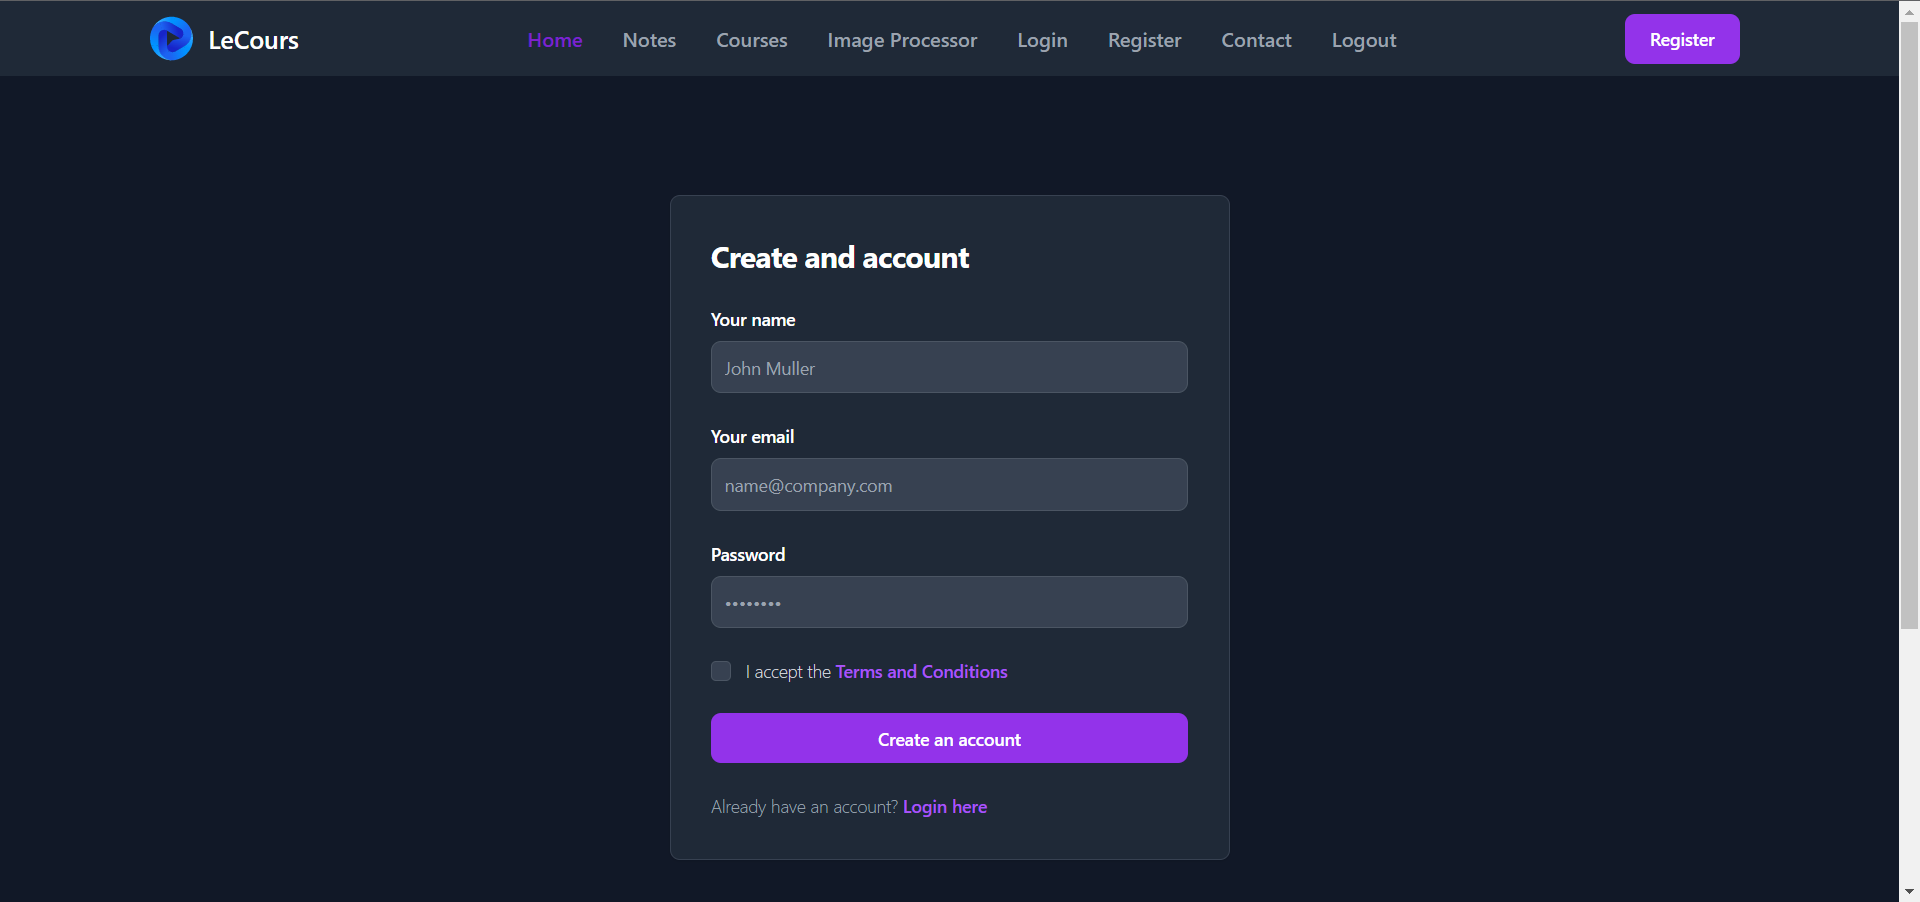 LeCours
Home Notes Courses Image Processor Login Register Contact Logout
Register
Create and account
Your name
John Muller
Your email
name@company.com
Password
••••••••
I accept the Terms and Conditions
Create an account
Already have an account? Login here